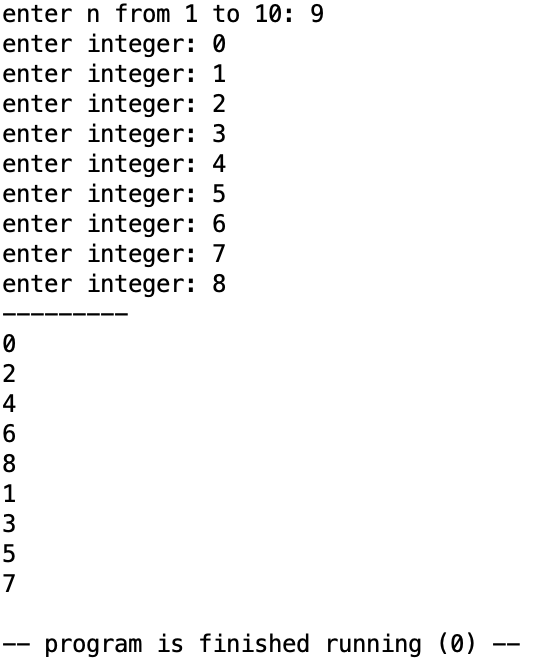 enter n from 1 to 10: 9
enter integer: 0
enter integer: 1
enter integer: 2
enter integer: 3
enter integer: 4
enter integer: 5
enter integer: 6
enter integer: 7
enter integer: 8
---------
0
2
4
6
8
1
3
5
7

-- program is finished running (0) --